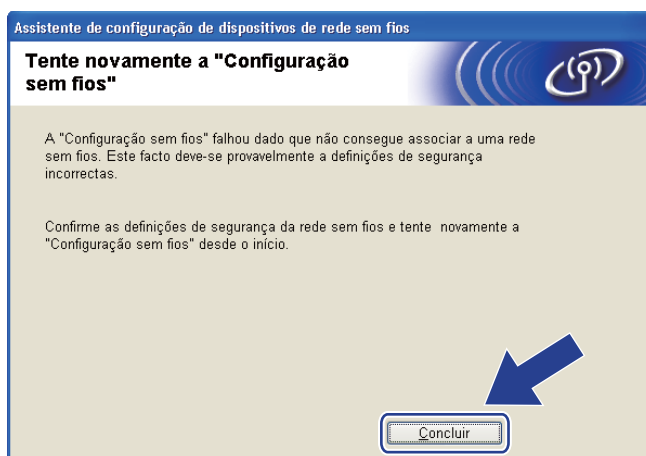 Assistente de configuração de dispositivos de rede sem fios
Tente novamente a "Configuração
sem fios"
A "Configuração sem fios" falhou dado que não consegue associar a uma rede
sem fios. Este facto deve-se provavelmente a definições de segurança
incorrectas.
Confirme as definições de segurança da rede sem fios e tente novamente a
"Configuração sem fios" desde o início.
Concluir